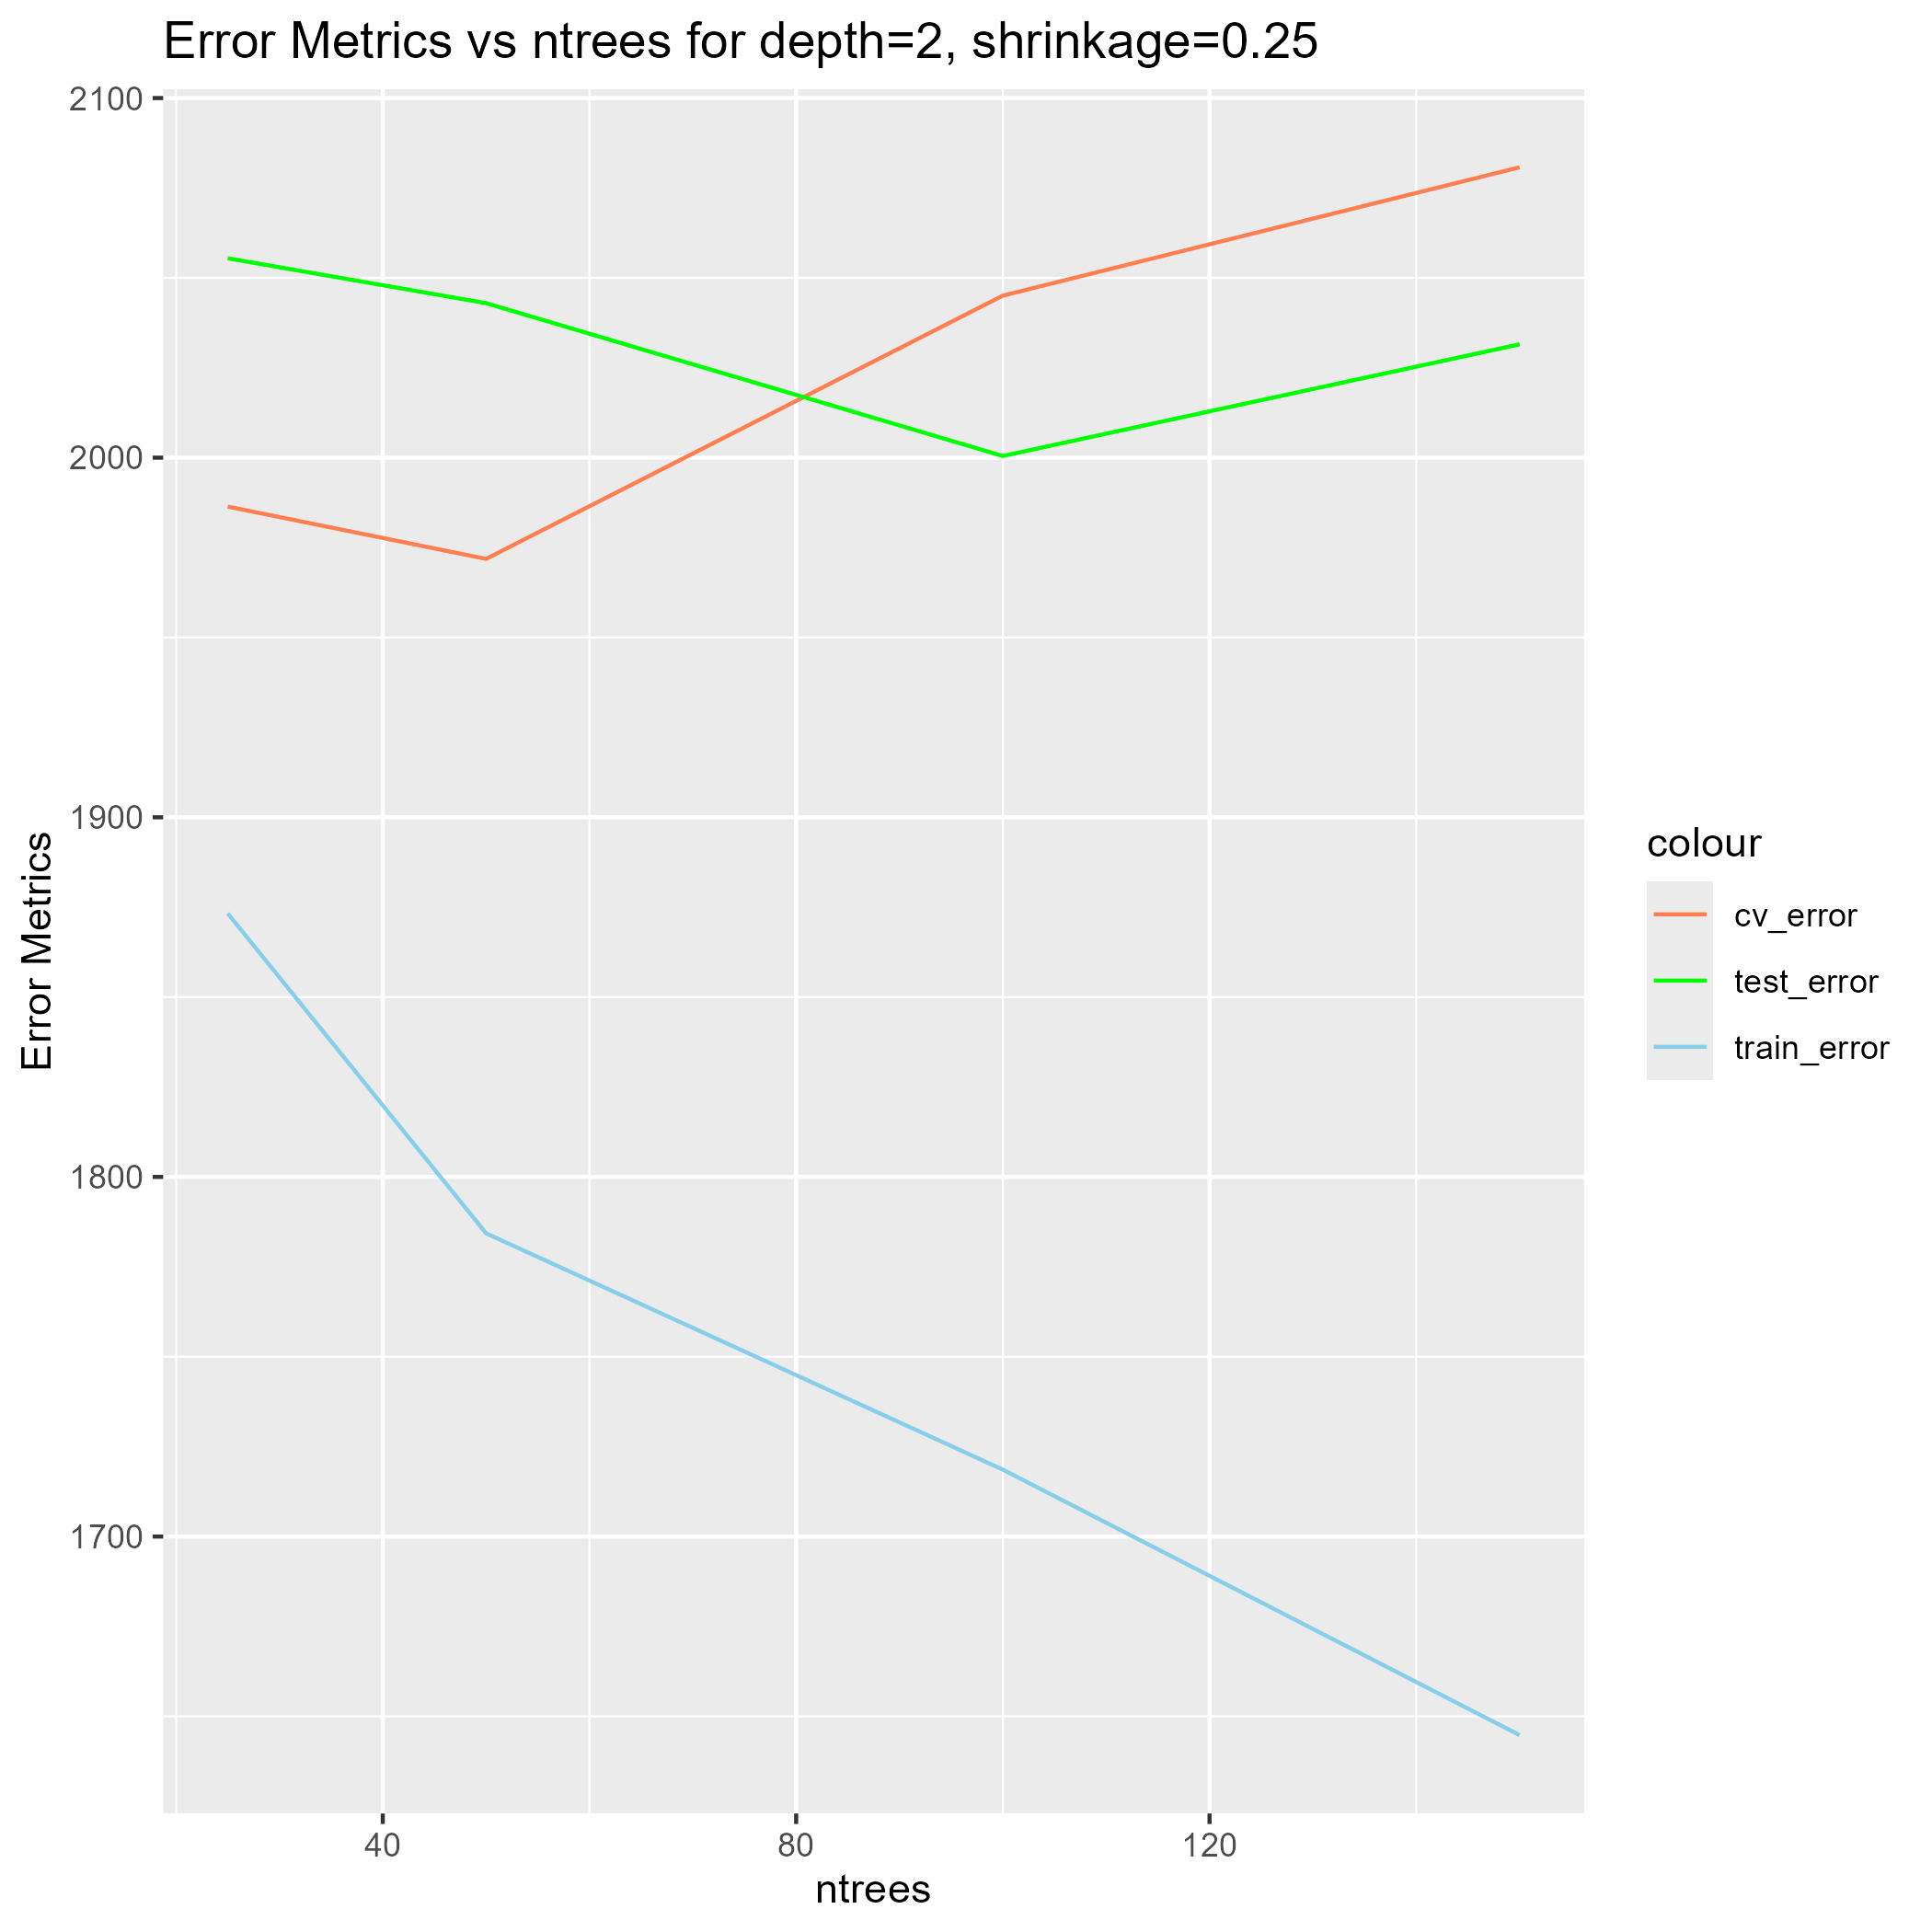 Error Metrics vs ntrees for depth=2, shrinkage=0.25
2100
2000
1900
1800
1700
Error Metrics
40 80 120
ntrees
colour
cv_error
test_error
train_error